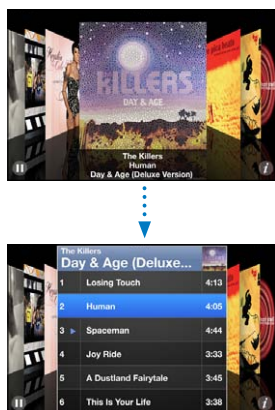 KILLERS
DAY & AGE
The Killers
Human
Day & Age (Deluxe Version)
The Killers
Day & Age (Deluxe...
1 Losing Touch 4:13
2 Human 4:05
3 Spaceman 4:44
4 Joy Ride 3:33
5 A Dustland Fairytale 3:45
6 This Is Your Life 3:38